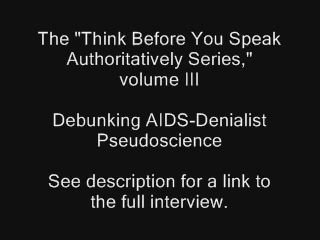 The "Think Before You Speak
Authoritatively Series,"
volume III
Debunking AIDS-Denialist
Pseudoscience
See description for a link to
the full interview.